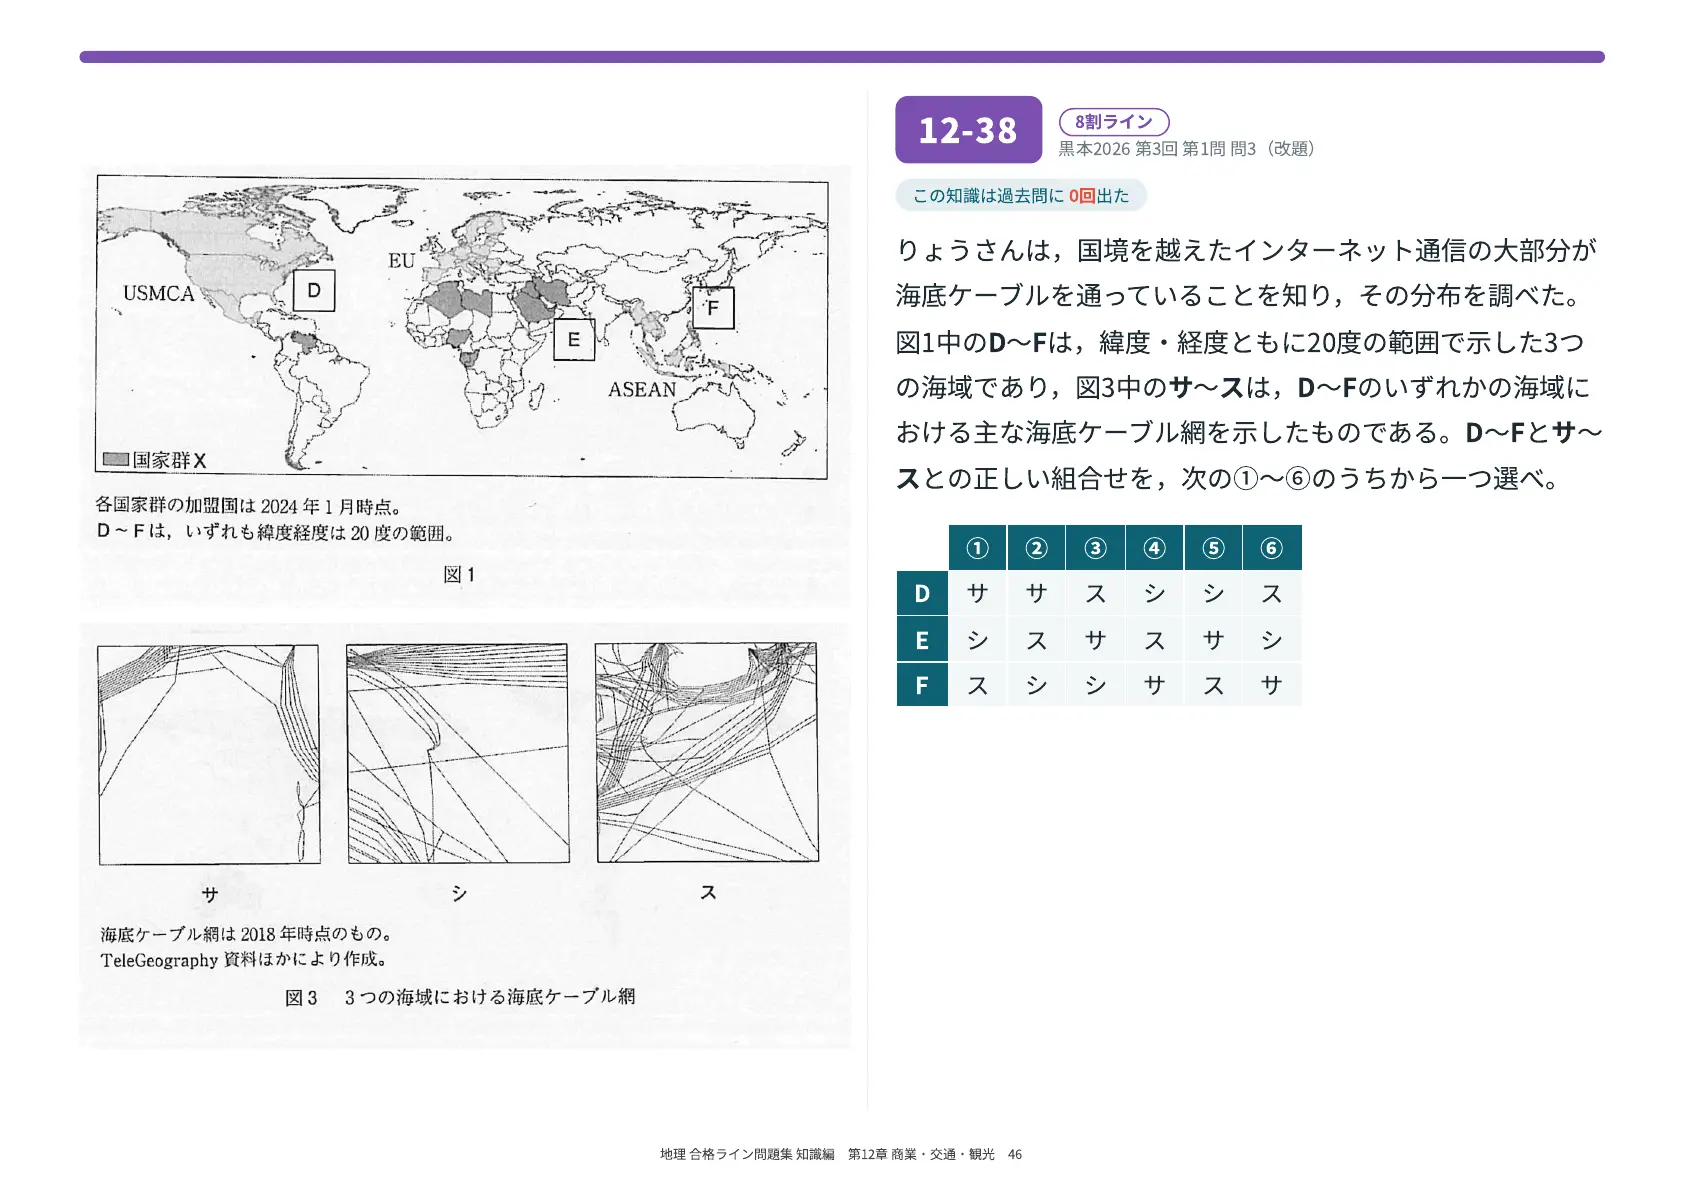 12-38
8割ライン
黒本2026 第3回 第1問 問3（改題）
この知識は過去問に 0回出た
りょうさんは，国境を越えたインターネット通信の大部分が
海底ケーブルを通っていることを知り，その分布を調べた。
図1中のD～Fは，緯度・経度ともに20度の範囲で示した3つ
の海域であり，図3中のサ～スは，D～Fのいずれかの海域に
おける主な海底ケーブル網を示したものである。D～Fとサ～
スとの正しい組合せを，次の①～⑥のうちから一つ選べ。
① ② ③ ④ ⑤ ⑥
D サ サ ス シ シ ス
E シ ス サ ス サ シ
F ス シ シ サ ス サ
EU
USMCA
D
F
E
ASEAN
国家群X
各国家群の加盟国は 2024 年 1 月時点。
D ~ F は，いずれも緯度経度は 20 度の範囲。
図 1
サ
シ
ス
海底ケーブル網は 2018 年時点のもの。
TeleGeography 資料ほかにより作成。
図 3 3 つの海域における海底ケーブル網
地理 合格ライン問題集 知識編 第12章 商業・交通・観光 46